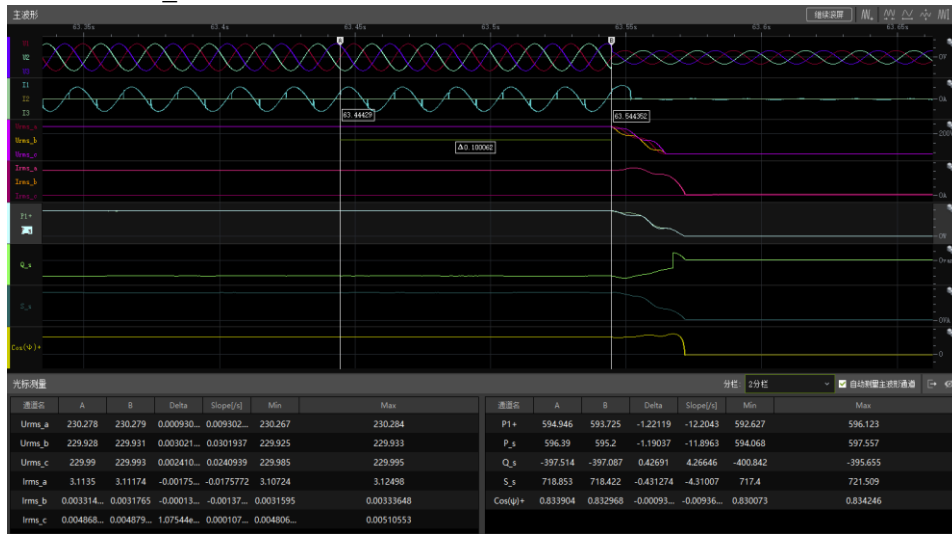 主波形
继续录屏
63.35s 63.4s 63.45s 63.5s 63.55s 63.6s 63.65s
A B
U1
U2
U3
0V
I1
I2
I3
0A
63.44429 63.544352
Urms_a
Urms_b
Urms_c
200V
Δ0.100062
Irms_a
Irms_b
Irms_c
0A
P1+
0W
Q_s
0var
S_s
0VA
Cos(ψ)+
0
光标测量 分栏: 2分栏 自动测量主波形通道
通道名 A B Delta Slope[/s] Min Max
Urms_a 230.278 230.279 0.000930... 0.009302... 230.267 230.284
Urms_b 229.928 229.931 0.003021... 0.0301937 229.925 229.933
Urms_c 229.99 229.993 0.002410... 0.0240939 229.985 229.995
Irms_a 3.1135 3.11174 -0.00175... -0.0175772 3.10724 3.12498
Irms_b 0.003314... 0.0031765 -0.00013... -0.00137... 0.0031595 0.00333648
Irms_c 0.004868... 0.004879... 1.07544e... 0.000107... 0.004806... 0.00510553
通道名 A B Delta Slope[/s] Min Max
P1+ 594.946 593.725 -1.22119 -12.2043 592.627 596.123
P_s 596.39 595.2 -1.19037 -11.8963 594.068 597.557
Q_s -397.514 -397.087 0.42691 4.26646 -400.842 -395.655
S_s 718.853 718.422 -0.431274 -4.31007 717.4 721.509
Cos(ψ)+ 0.833904 0.832968 -0.00093... -0.00936... 0.830073 0.834246